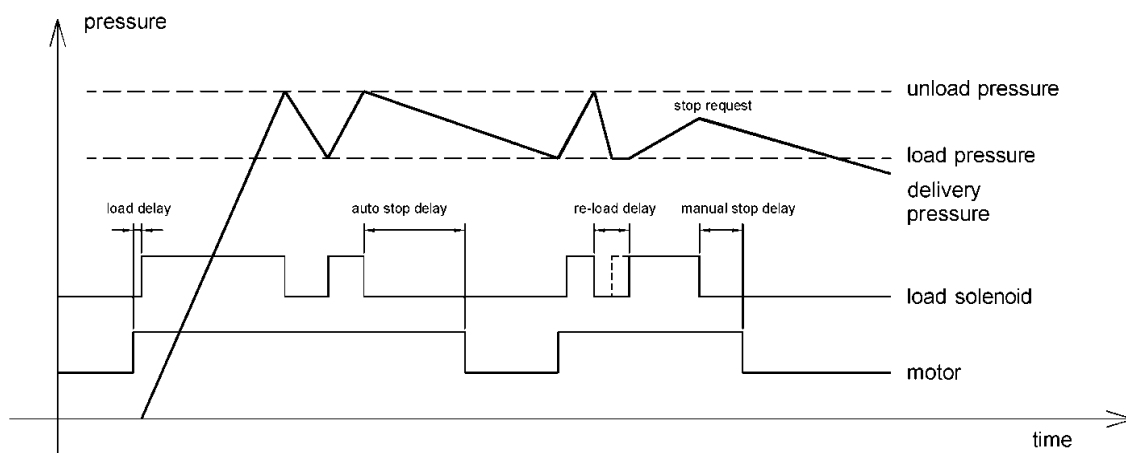 pressure
unload pressure
stop request
load pressure
delivery
pressure
load delay
auto stop delay
re-load delay
manual stop delay
load solenoid
motor
time